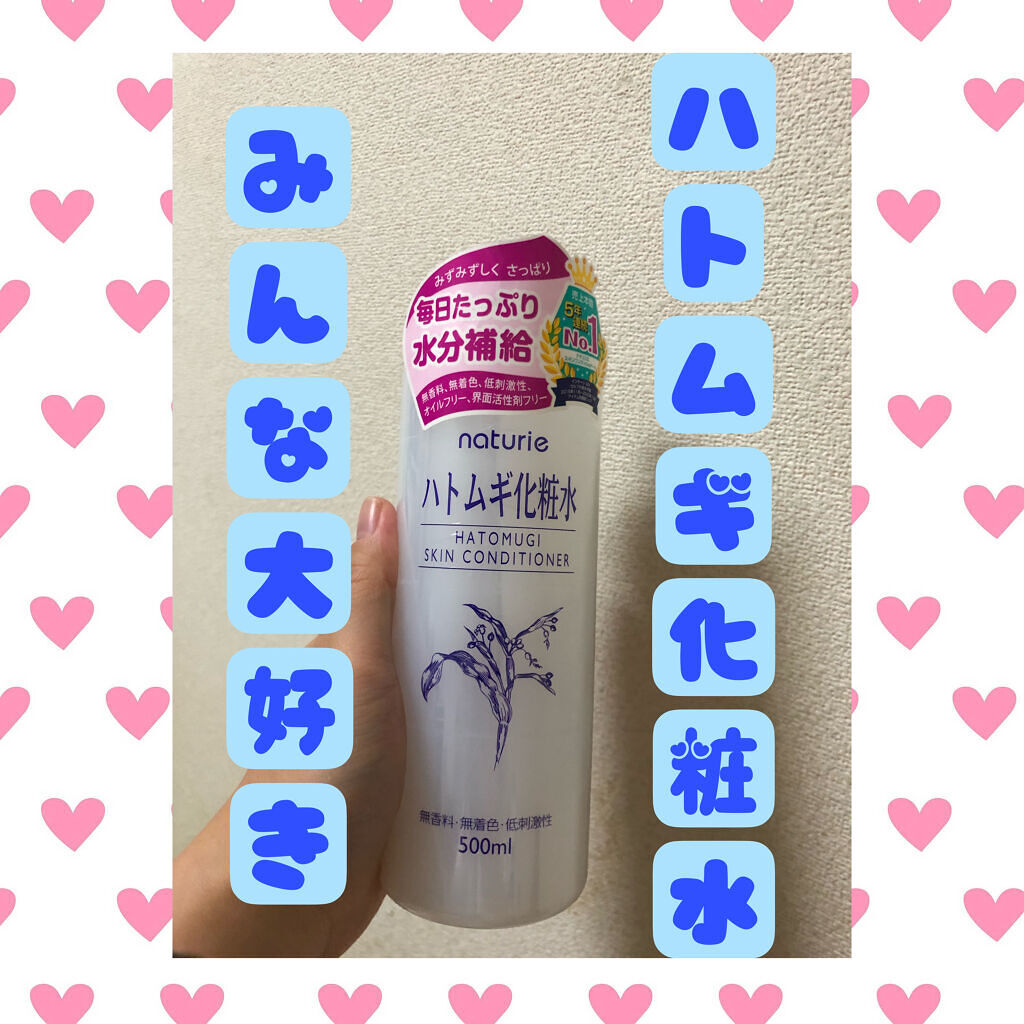 みんな大好き
ハトムギ化粧水
みずみずしく さっぱり
毎日たっぷり
水分補給
無香料、無着色、低刺激性、
オイルフリー、界面活性剤フリー
売上本数
5年
連続
No.1
naturie
ハトムギ化粧水
HATOMUGI
SKIN CONDITIONER
無香料・無着色・低刺激性
500ml